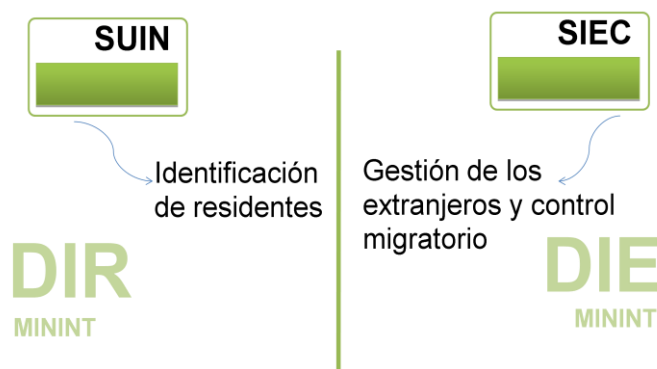 SUIN
Identificación
de residentes
DIR
MININT
SIEC
Gestión de los
extranjeros y control
migratorio
DIE
MININT